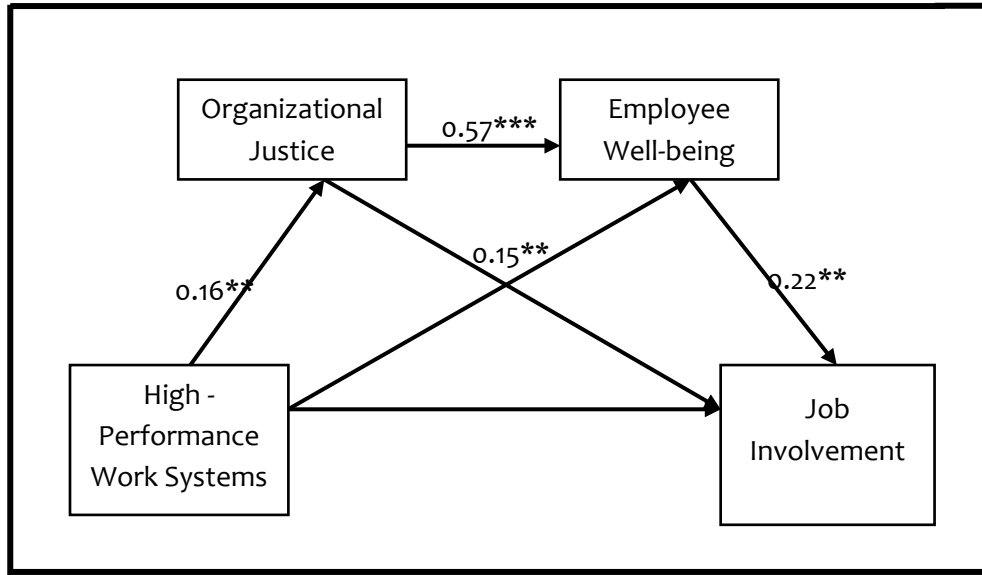 Organizational
Justice
0.57***
Employee
Well-being
0.16**
0.15**
0.22**
High -
Performance
Work Systems
Job
Involvement